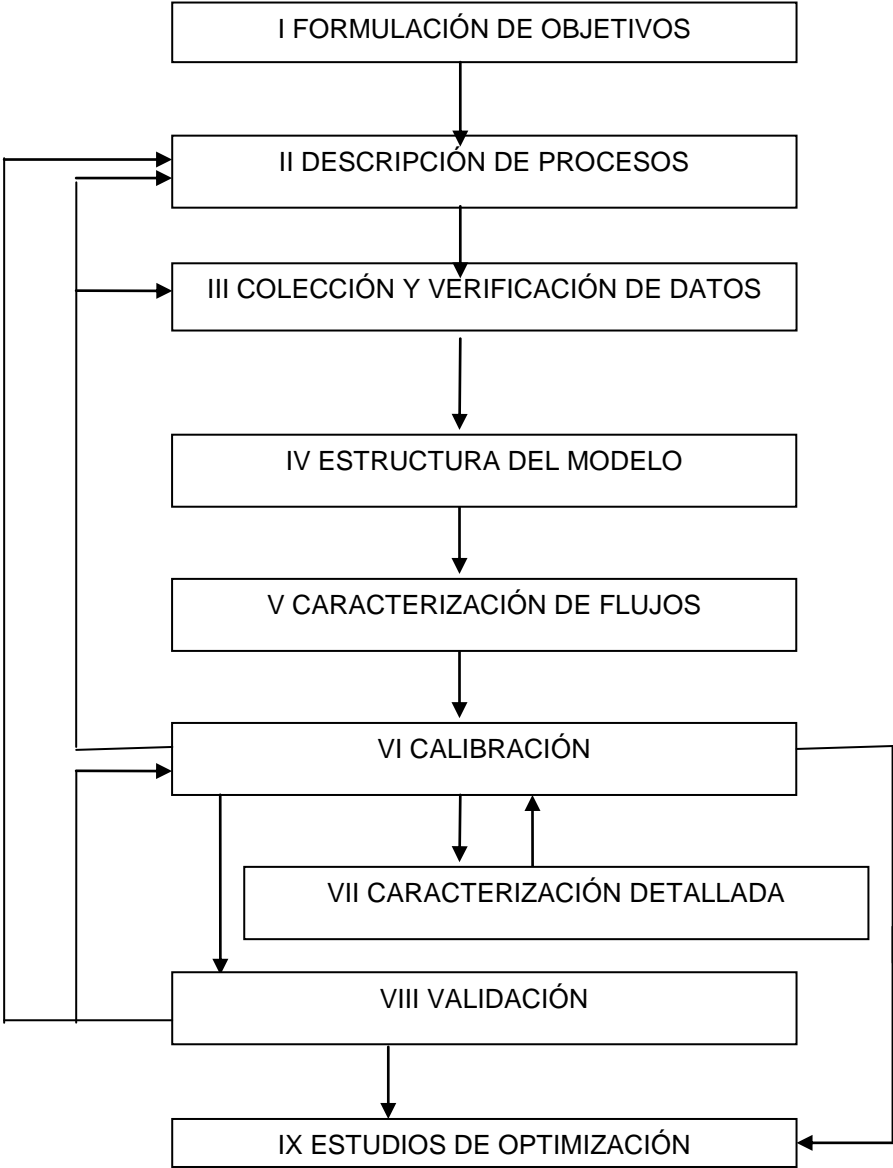 I FORMULACIÓN DE OBJETIVOS
II DESCRIPCIÓN DE PROCESOS
III COLECCIÓN Y VERIFICACIÓN DE DATOS
IV ESTRUCTURA DEL MODELO
V CARACTERIZACIÓN DE FLUJOS
VI CALIBRACIÓN
VII CARACTERIZACIÓN DETALLADA
VIII VALIDACIÓN
IX ESTUDIOS DE OPTIMIZACIÓN